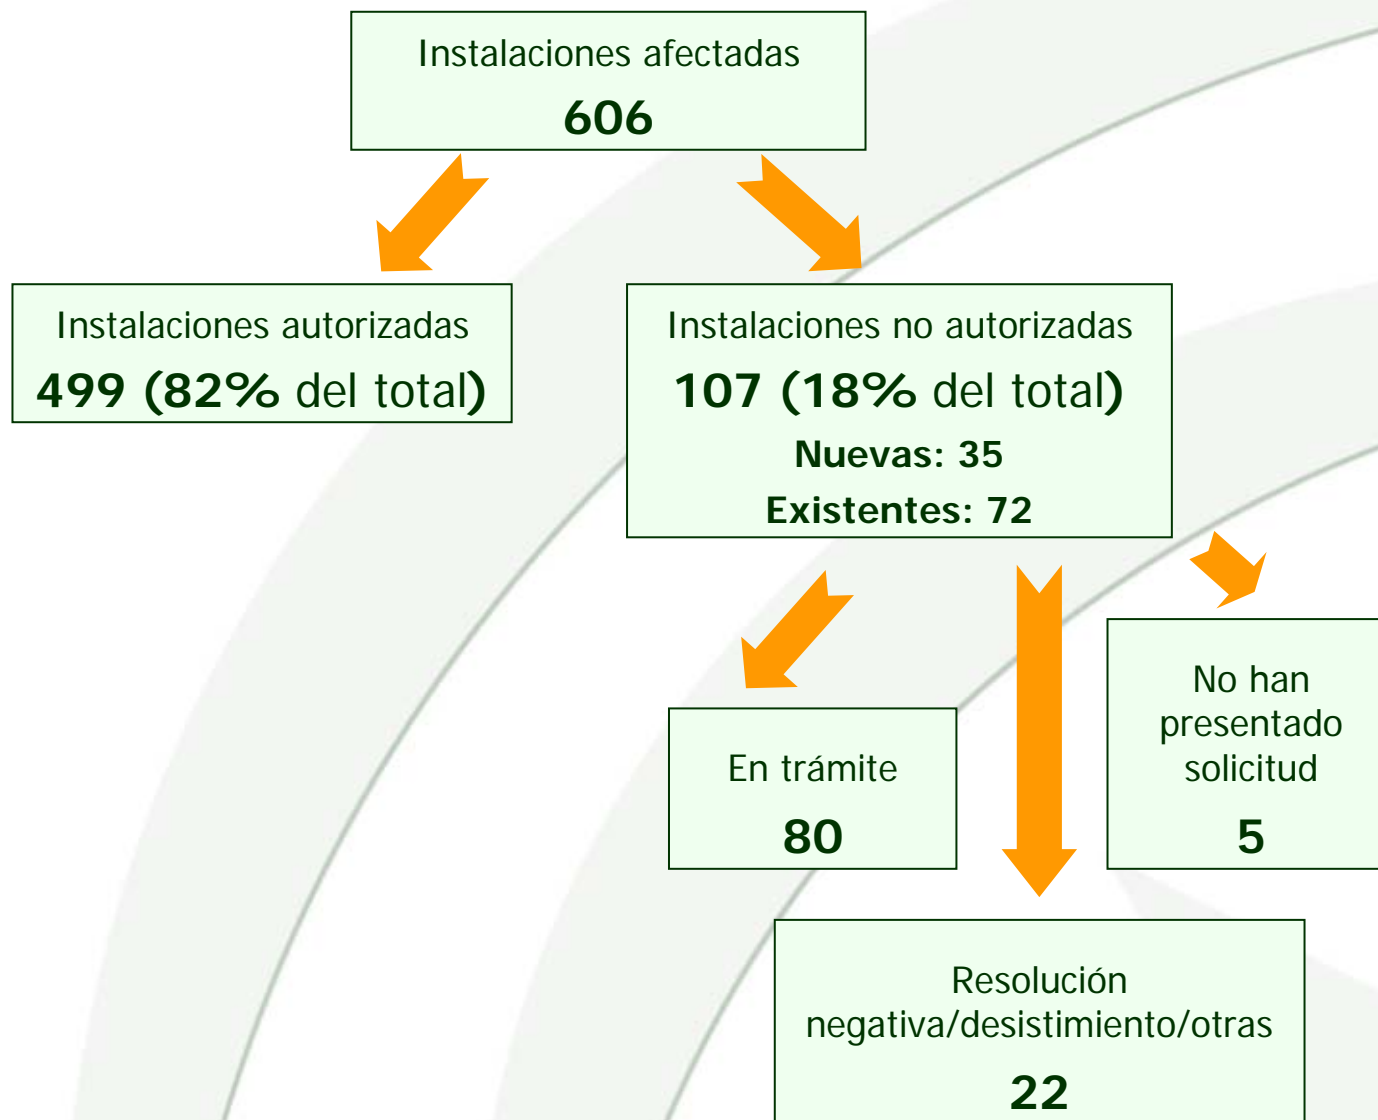 Instalaciones afectadas
606
Instalaciones autorizadas
499 (82% del total)
Instalaciones no autorizadas
107 (18% del total)
Nuevas: 35
Existentes: 72
En trámite
80
No han
presentado
solicitud
5
Resolución
negativa/desistimiento/otras
22